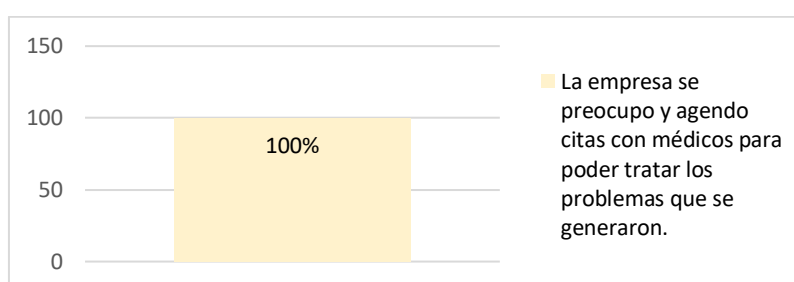 150
100
50
0
100%
La empresa se
preocupo y agendo
citas con médicos para
poder tratar los
problemas que se
generaron.